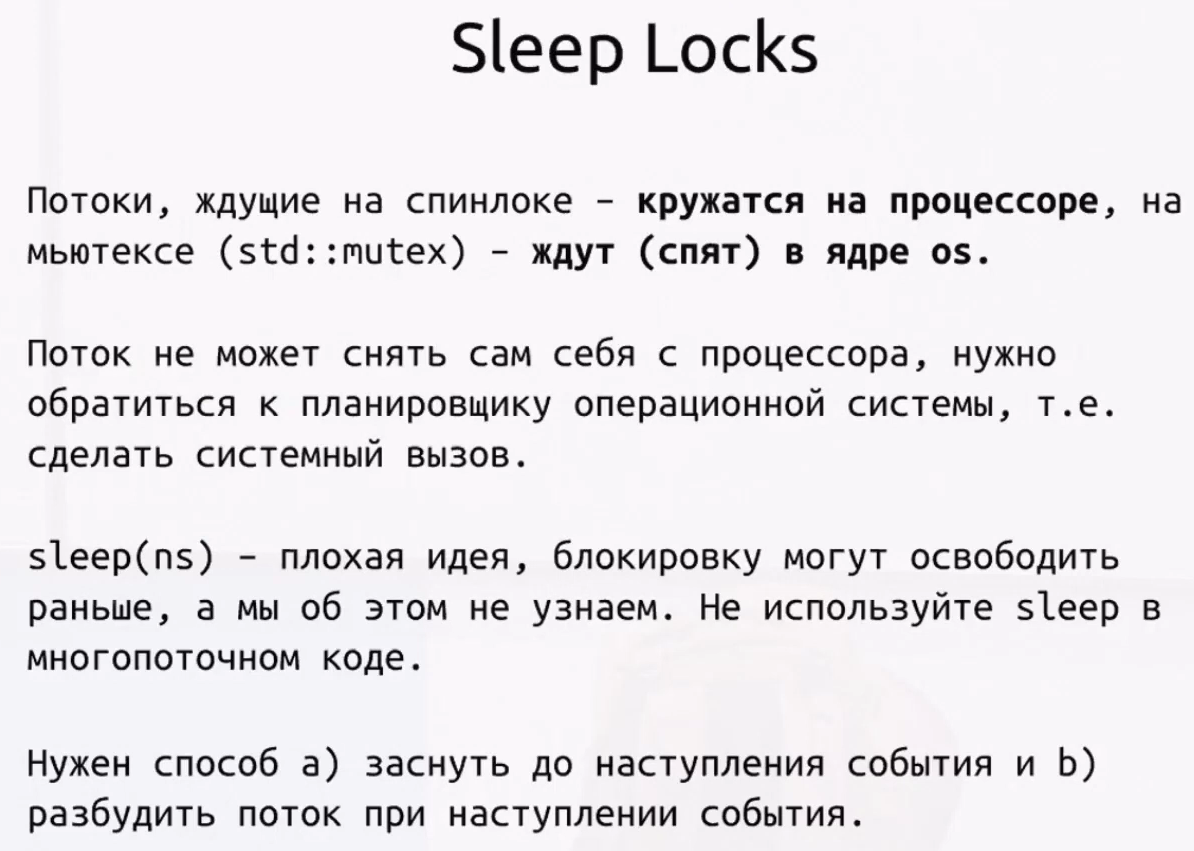 Sleep Locks
Потоки, ждущие на спинлоке – кружатся на процессоре, на
мьютексе (std::mutex) – ждут (спят) в ядре os.
Поток не может снять сам себя с процессора, нужно
обратиться к планировщику операционной системы, т.е.
сделать системный вызов.
sleep(ns) – плохая идея, блокировку могут освободить
раньше, а мы об этом не узнаем. Не используйте sleep в
многопоточном коде.
Нужен способ a) заснуть до наступления события и b)
разбудить поток при наступлении события.